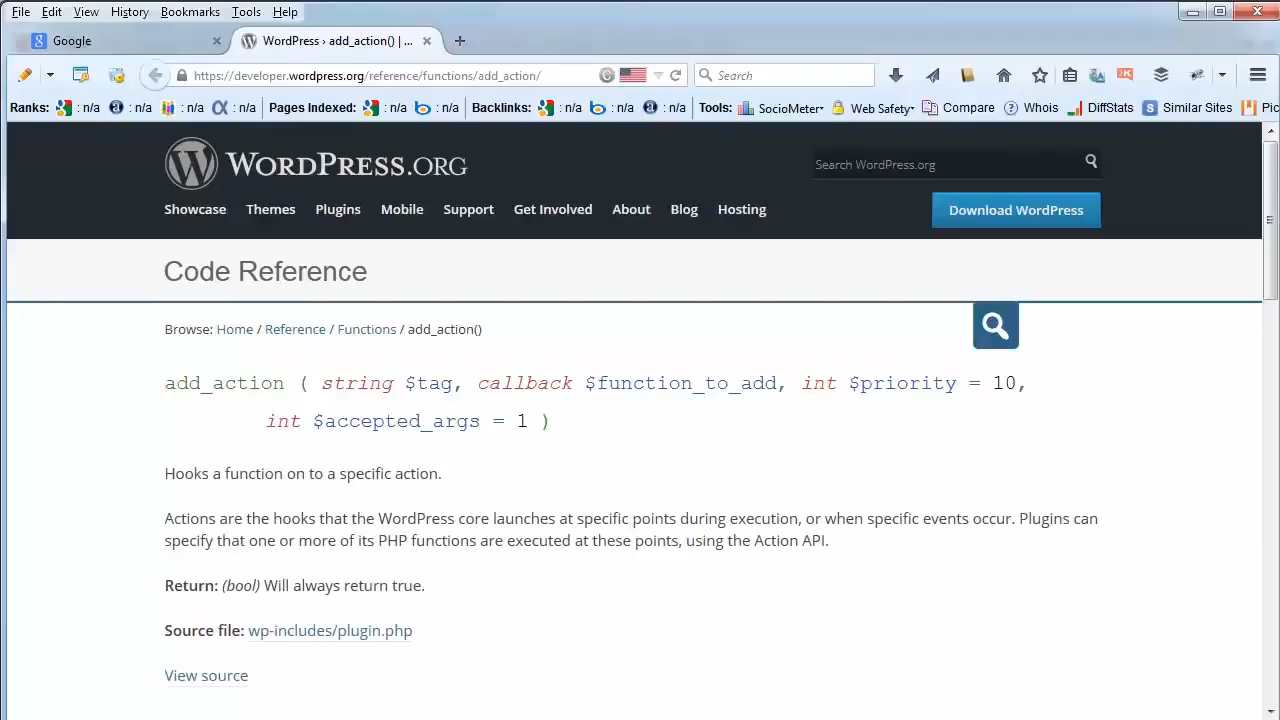 File Edit View History Bookmarks Tools Help
Google
WordPress › add_action() | ...
https://developer.wordpress.org/reference/functions/add_action/
Search
Ranks: : n/a : n/a : n/a : n/a Pages Indexed: : n/a : n/a Backlinks: : n/a : n/a : n/a Tools: SocioMeter Web Safety Compare Whois DiffStats Similar Sites
WORDPRESS.ORG
Search WordPress.org
Showcase Themes Plugins Mobile Support Get Involved About Blog Hosting
Download WordPress
Code Reference
Browse: Home / Reference / Functions / add_action()
add_action ( string $tag, callback $function_to_add, int $priority = 10,
int $accepted_args = 1 )
Hooks a function on to a specific action.
Actions are the hooks that the WordPress core launches at specific points during execution, or when specific events occur. Plugins can
specify that one or more of its PHP functions are executed at these points, using the Action API.
Return: (bool) Will always return true.
Source file: wp-includes/plugin.php
View source